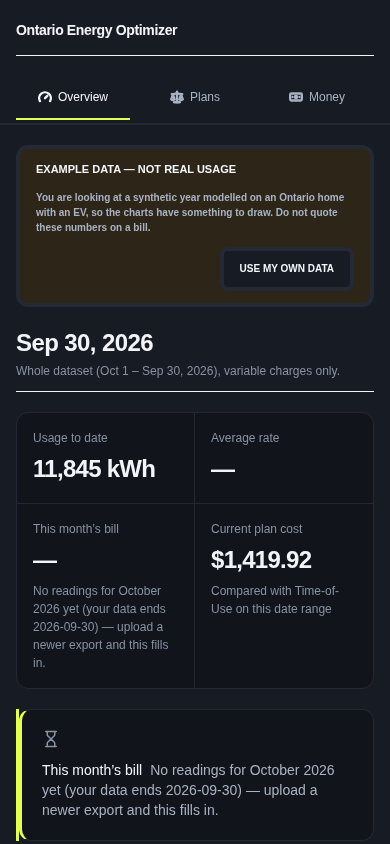 Ontario Energy Optimizer
Overview
Plans
Money
EXAMPLE DATA — NOT REAL USAGE
You are looking at a synthetic year modelled on an Ontario home
with an EV, so the charts have something to draw. Do not quote
these numbers on a bill.
USE MY OWN DATA
Sep 30, 2026
Whole dataset (Oct 1 – Sep 30, 2026), variable charges only.
Usage to date
11,845 kWh
Average rate
—
This month's bill
—
No readings for October
2026 yet (your data ends
2026-09-30) — upload a
newer export and this fills
in.
Current plan cost
$1,419.92
Compared with Time-of-
Use on this date range
This month's bill No readings for October 2026
yet (your data ends 2026-09-30) — upload a
newer export and this fills in.